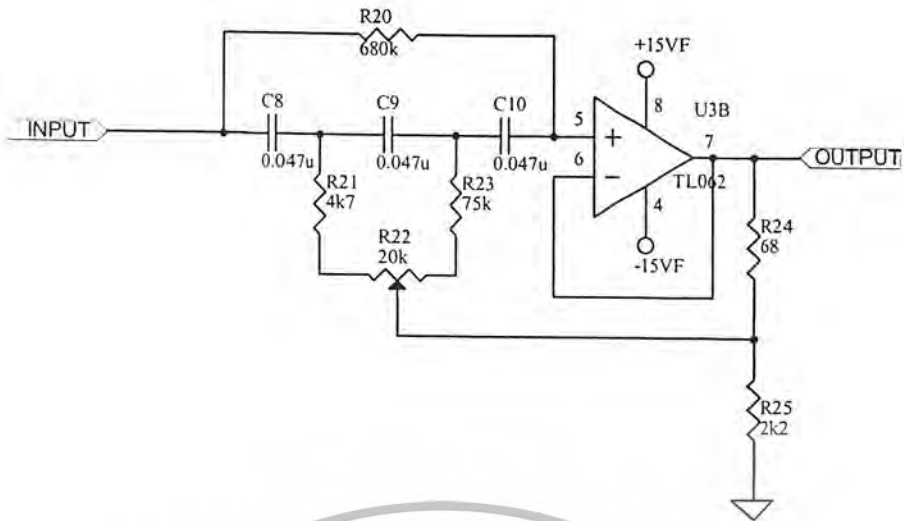 R20
680k
+15VF
C8
C9
C10
5
8
U3B
INPUT
7
OUTPUT
0.047u
0.047u
0.047u
6
R21
4k7
R23
75k
TL062
4
R22
20k
-15VF
R24
68
R25
2k2